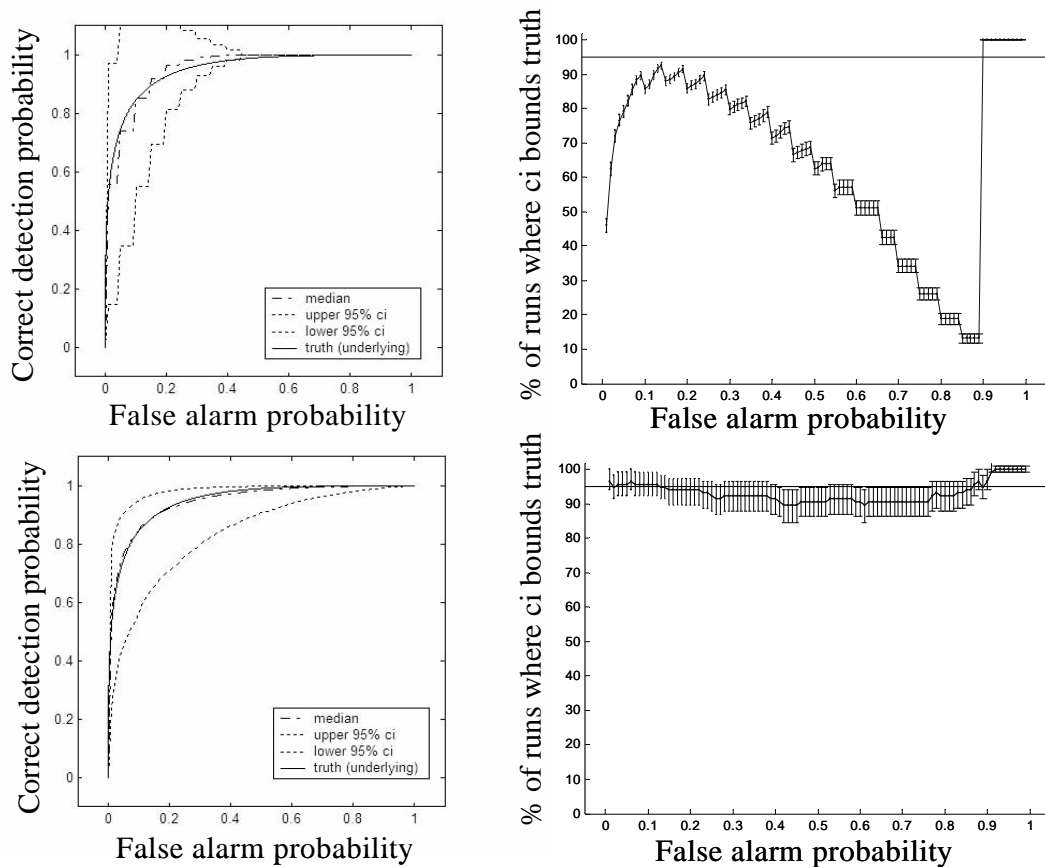 Correct detection probability
1
0.8
0.6
0.4
0.2
0
0 0.2 0.4 0.6 0.8 1
median
upper 95% ci
lower 95% ci
truth (underlying)
False alarm probability
% of runs where ci bounds truth
100
90
80
70
60
50
40
30
20
10
0
0 0.1 0.2 0.3 0.4 0.5 0.6 0.7 0.8 0.9 1
False alarm probability
Correct detection probability
1
0.8
0.6
0.4
0.2
0
0 0.2 0.4 0.6 0.8 1
median
upper 95% ci
lower 95% ci
truth (underlying)
False alarm probability
% of runs where ci bounds truth
100
90
80
70
60
50
40
30
20
10
0
0 0.1 0.2 0.3 0.4 0.5 0.6 0.7 0.8 0.9 1
False alarm probability